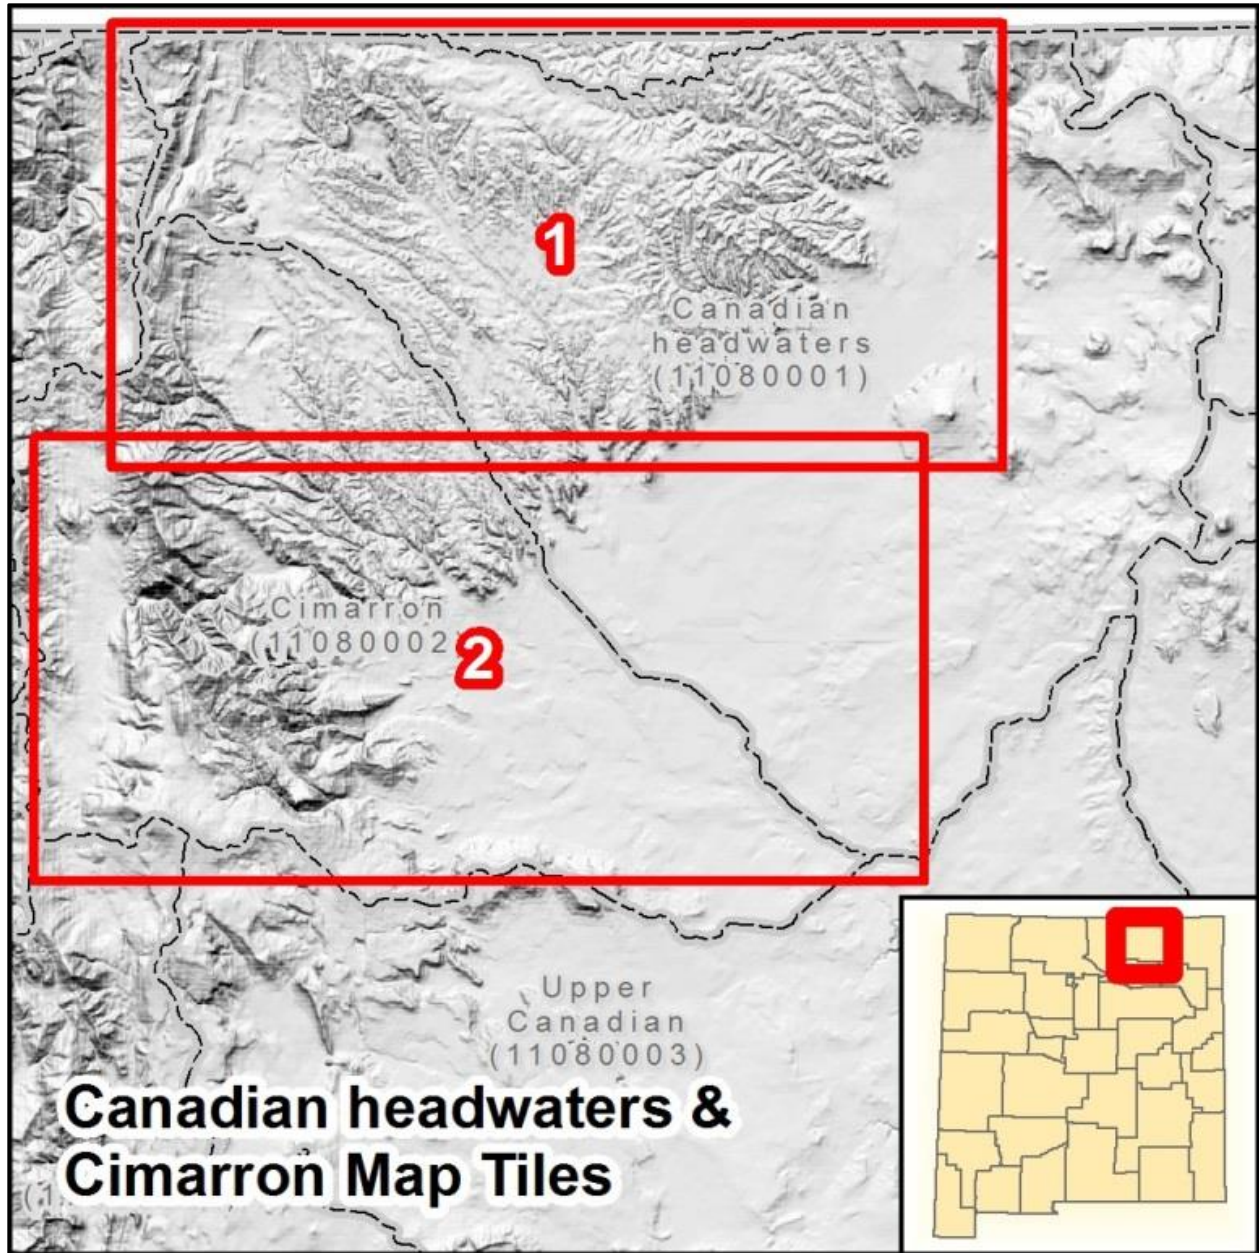 1
Canadian
headwaters
(11080001)
Cimarron
(11080002
2
Upper
Canadian
(11080003)
Canadian headwaters &
Cimarron Map Tiles